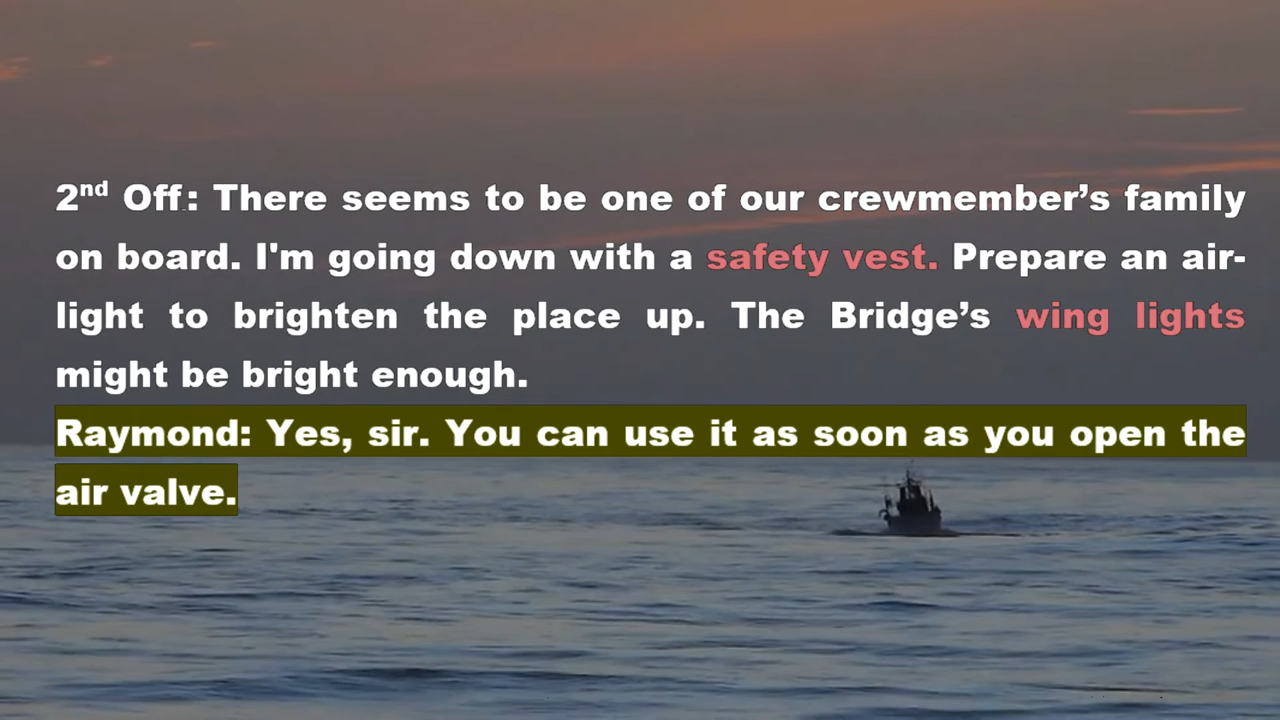 2nd Off.: There seems to be one of our crewmember’s family
on board. I'm going down with a safety vest. Prepare an air-
light to brighten the place up. The Bridge’s wing lights
might be bright enough.
Raymond: Yes, sir. You can use it as soon as you open the
air valve.